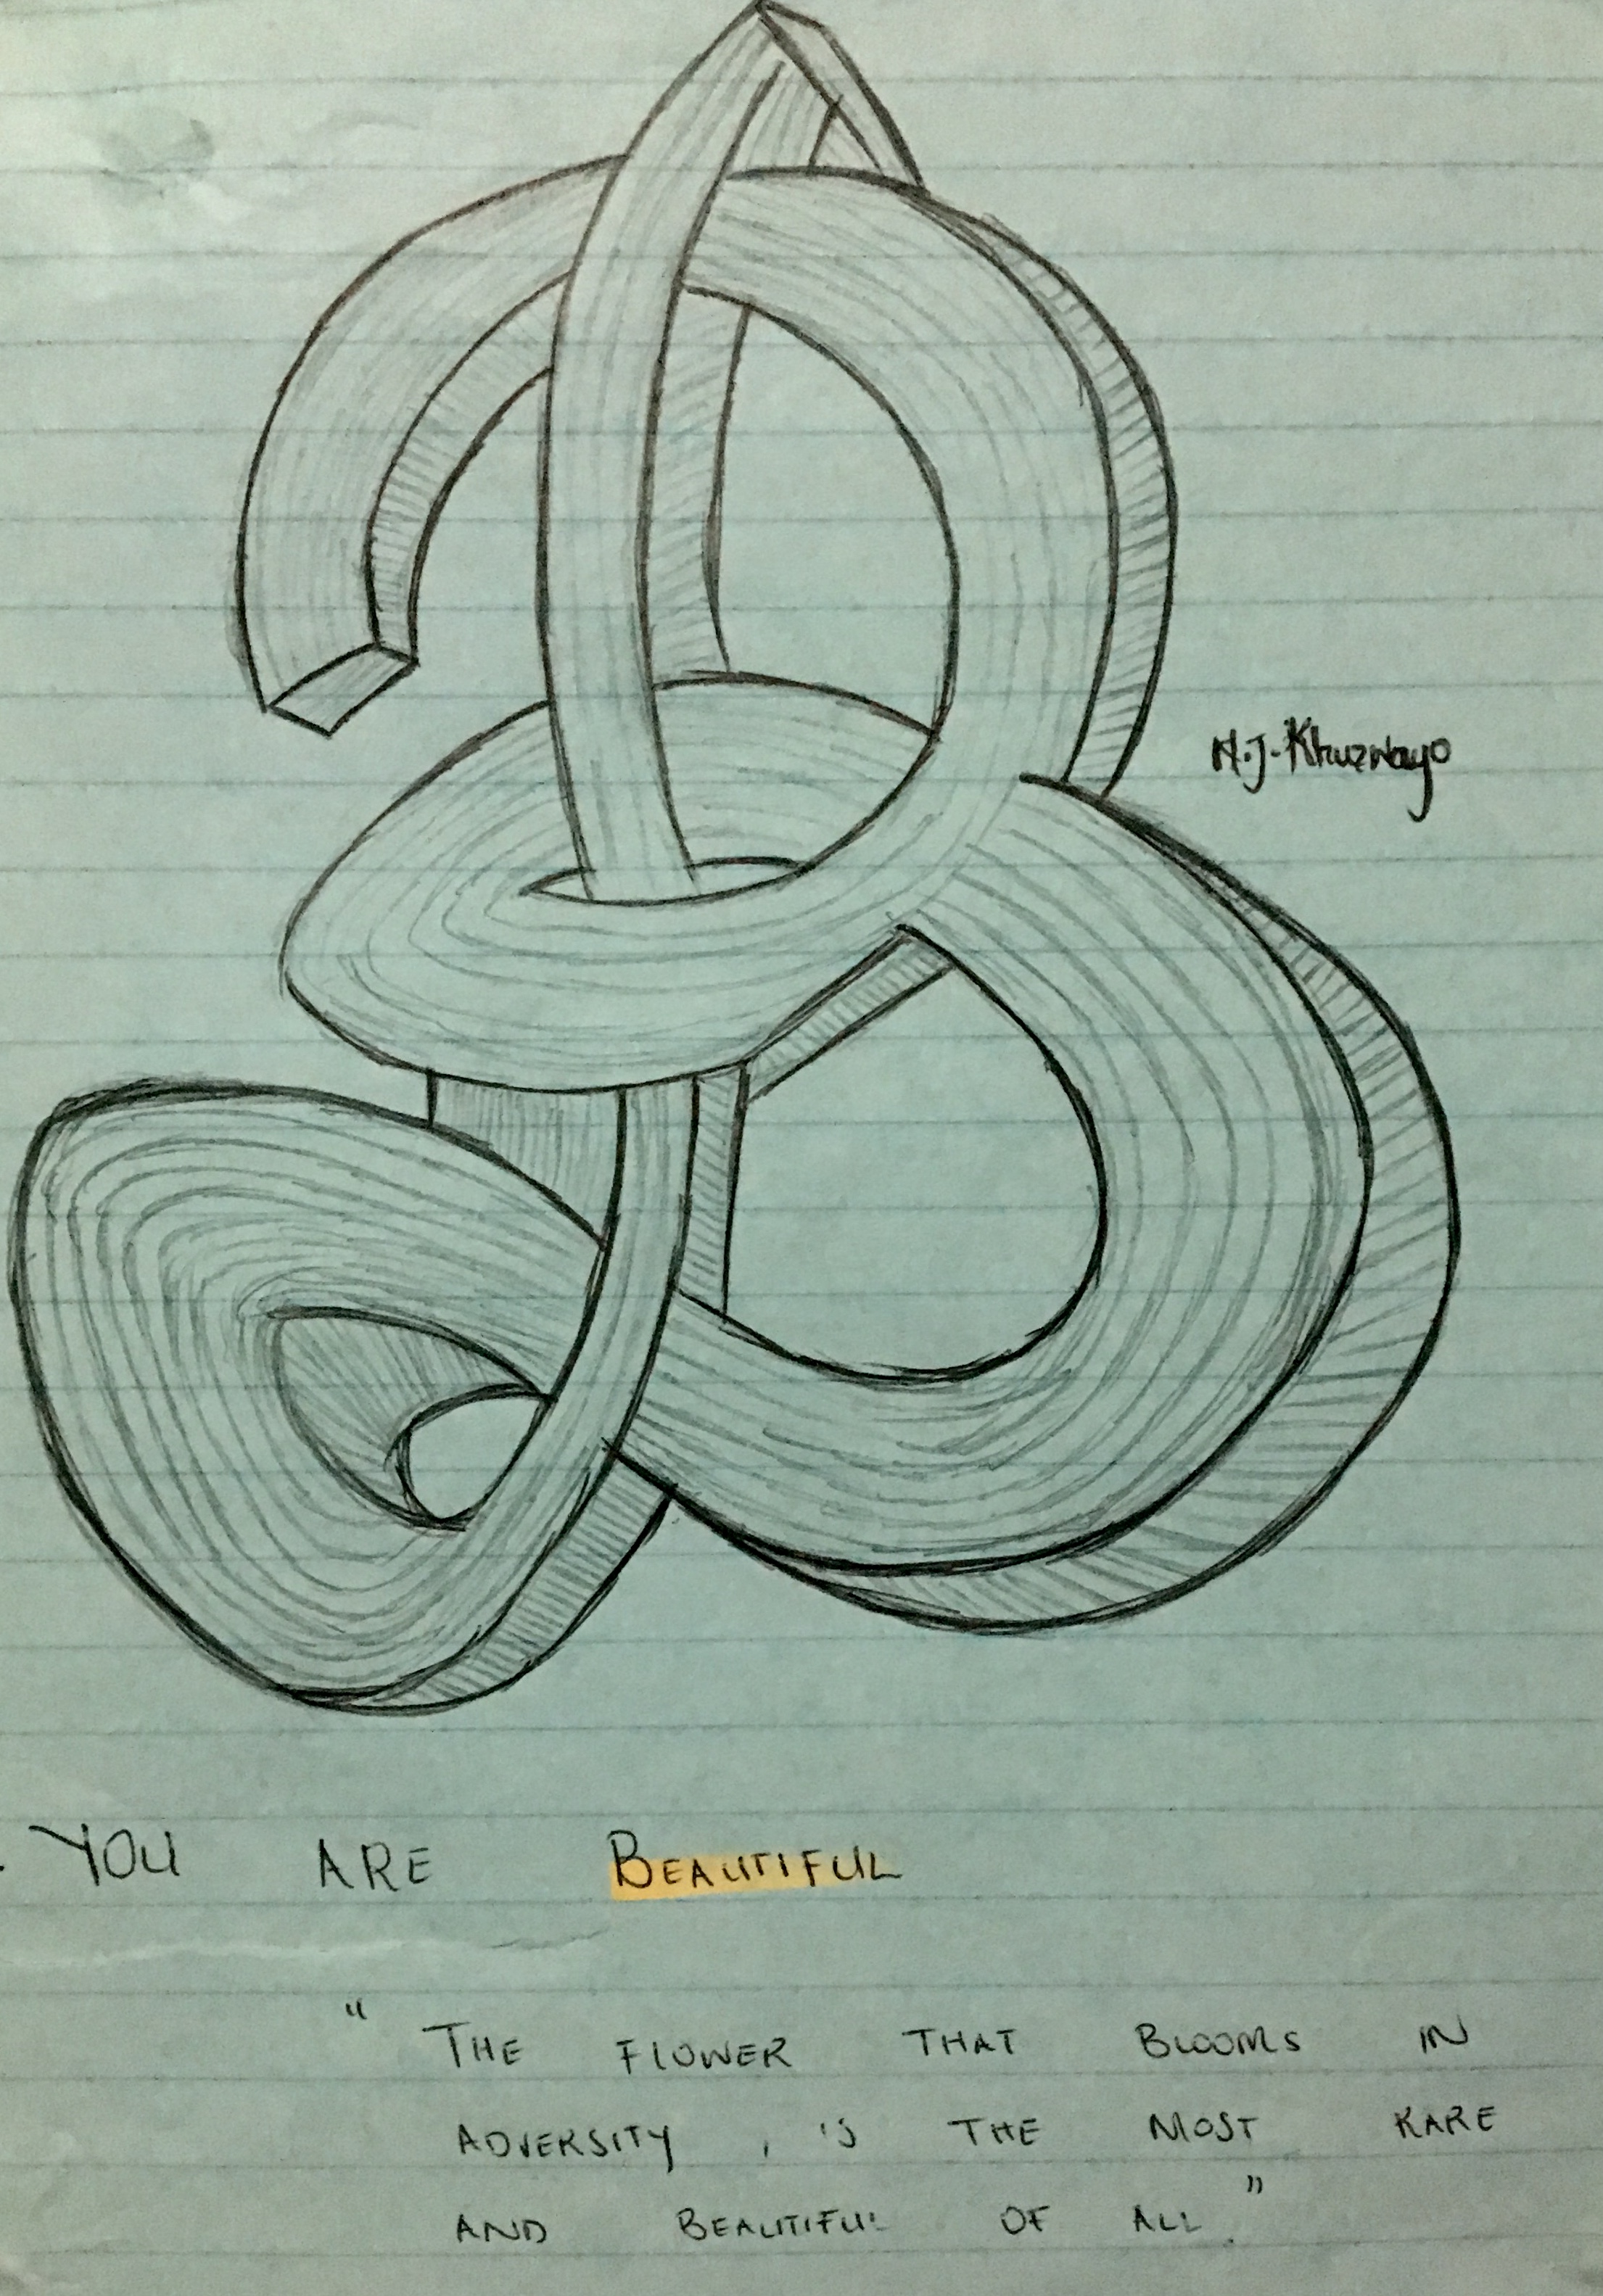 N.J. Khuzwayo
YOU ARE BEAUTIFUL
"THE FLOWER THAT BLOOMS IN
ADVERSITY, IS THE MOST RARE
AND BEAUTIFUL OF ALL."